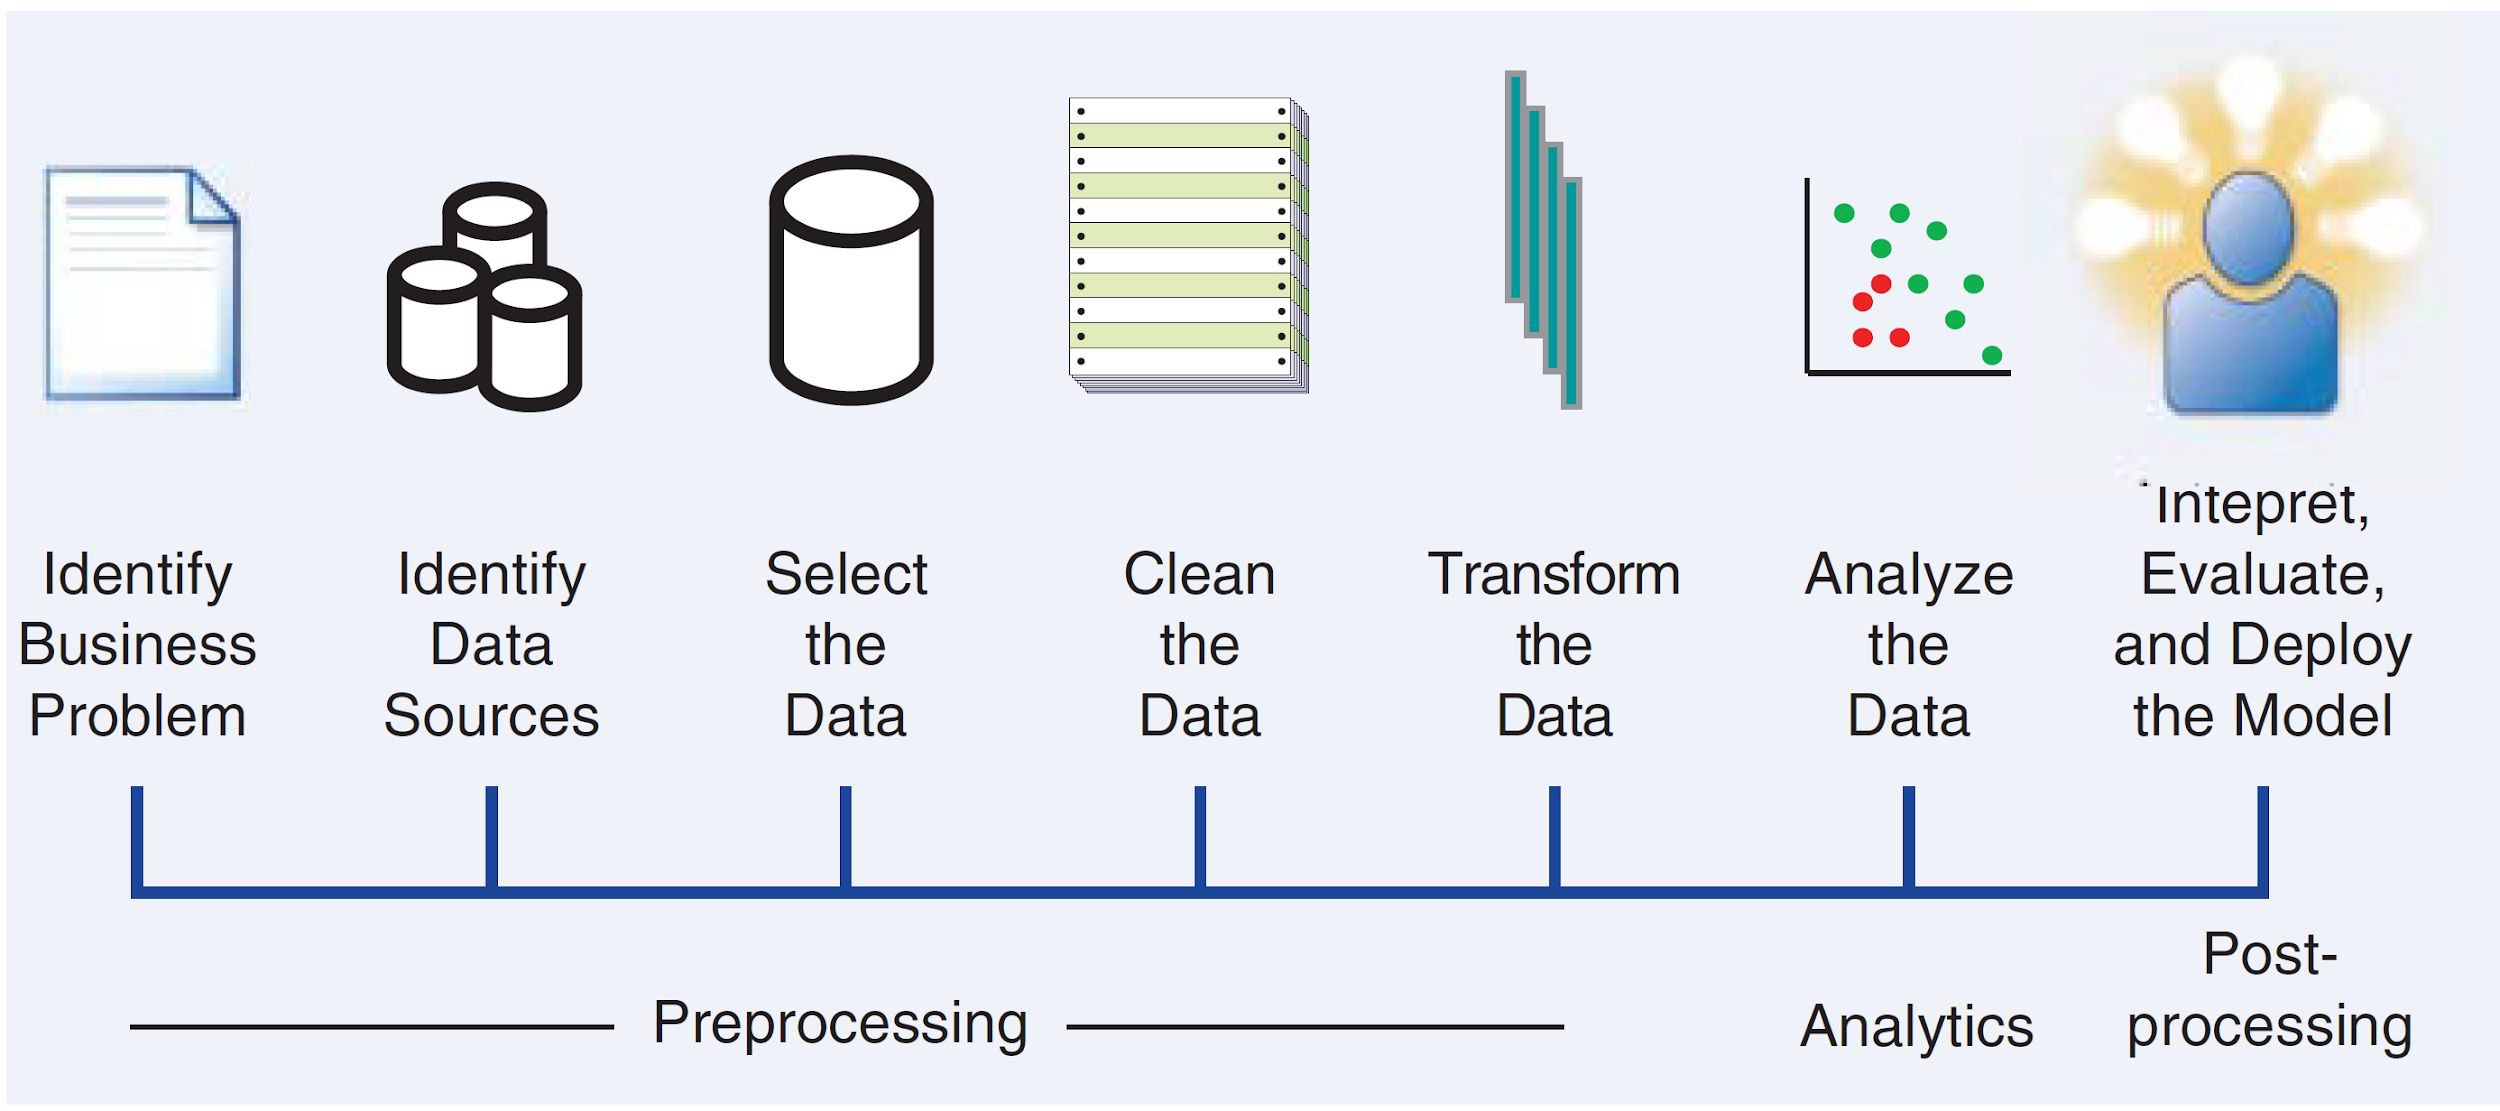 Identify
Business
Problem
Identify
Data
Sources
Select
the
Data
Clean
the
Data
Transform
the
Data
Analyze
the
Data
Intepret,
Evaluate,
and Deploy
the Model
Preprocessing
Analytics
Post-
processing